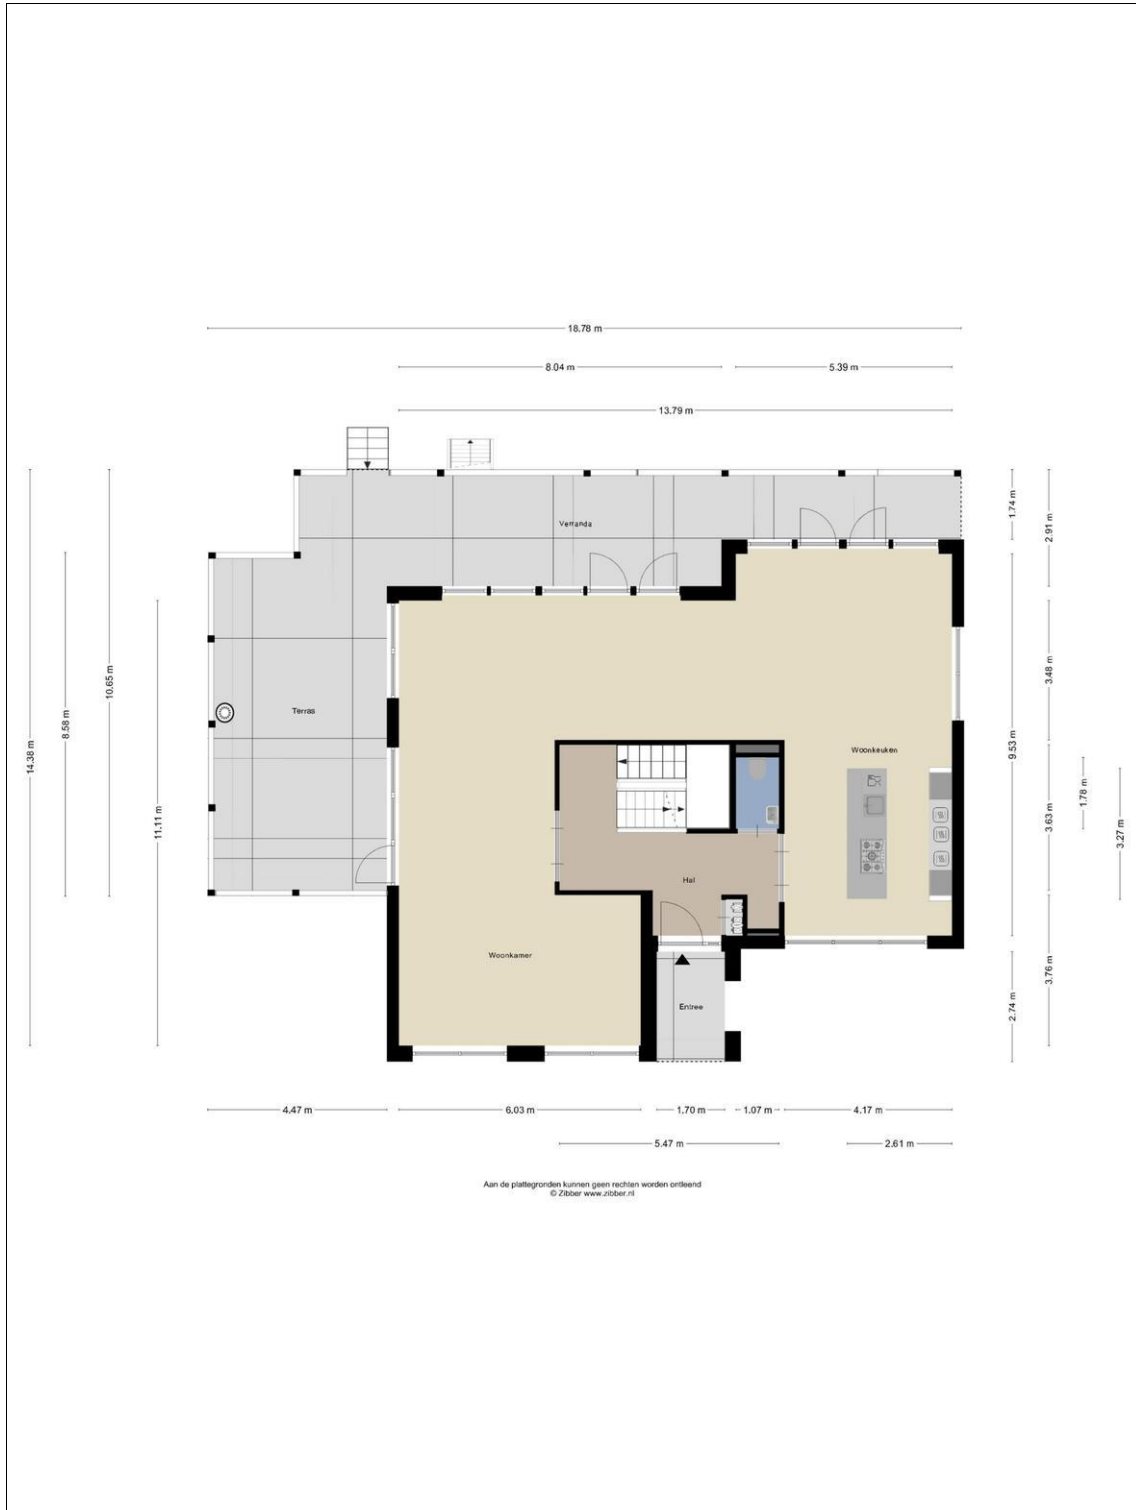 18.78 m
8.04 m
5.39 m
13.79 m
14.38 m
8.58 m
10.65 m
11.11 m
1.74 m
2.91 m
3.48 m
9.53 m
1.78 m
3.63 m
3.27 m
3.76 m
2.74 m
Verranda
Terras
Woonkeuken
Hal
Woonkamer
Entree
4.47 m
6.03 m
1.70 m
1.07 m
4.17 m
5.47 m
2.61 m
Aan de plattegronden kunnen geen rechten worden ontleend
© Zibber www.zibber.nl